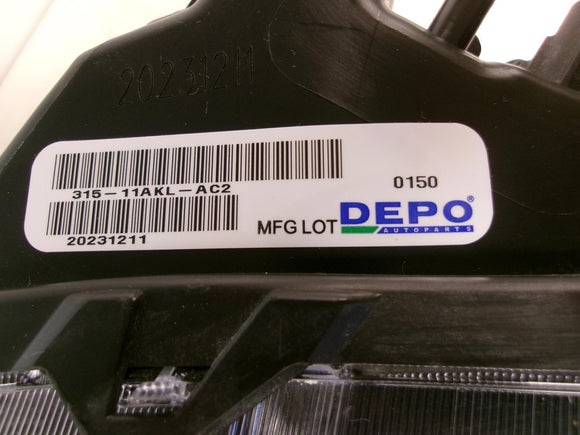 20231211
315-11AKL-AC2
0150
20231211
MFG LOT
DEPO®
AUTOPARTS